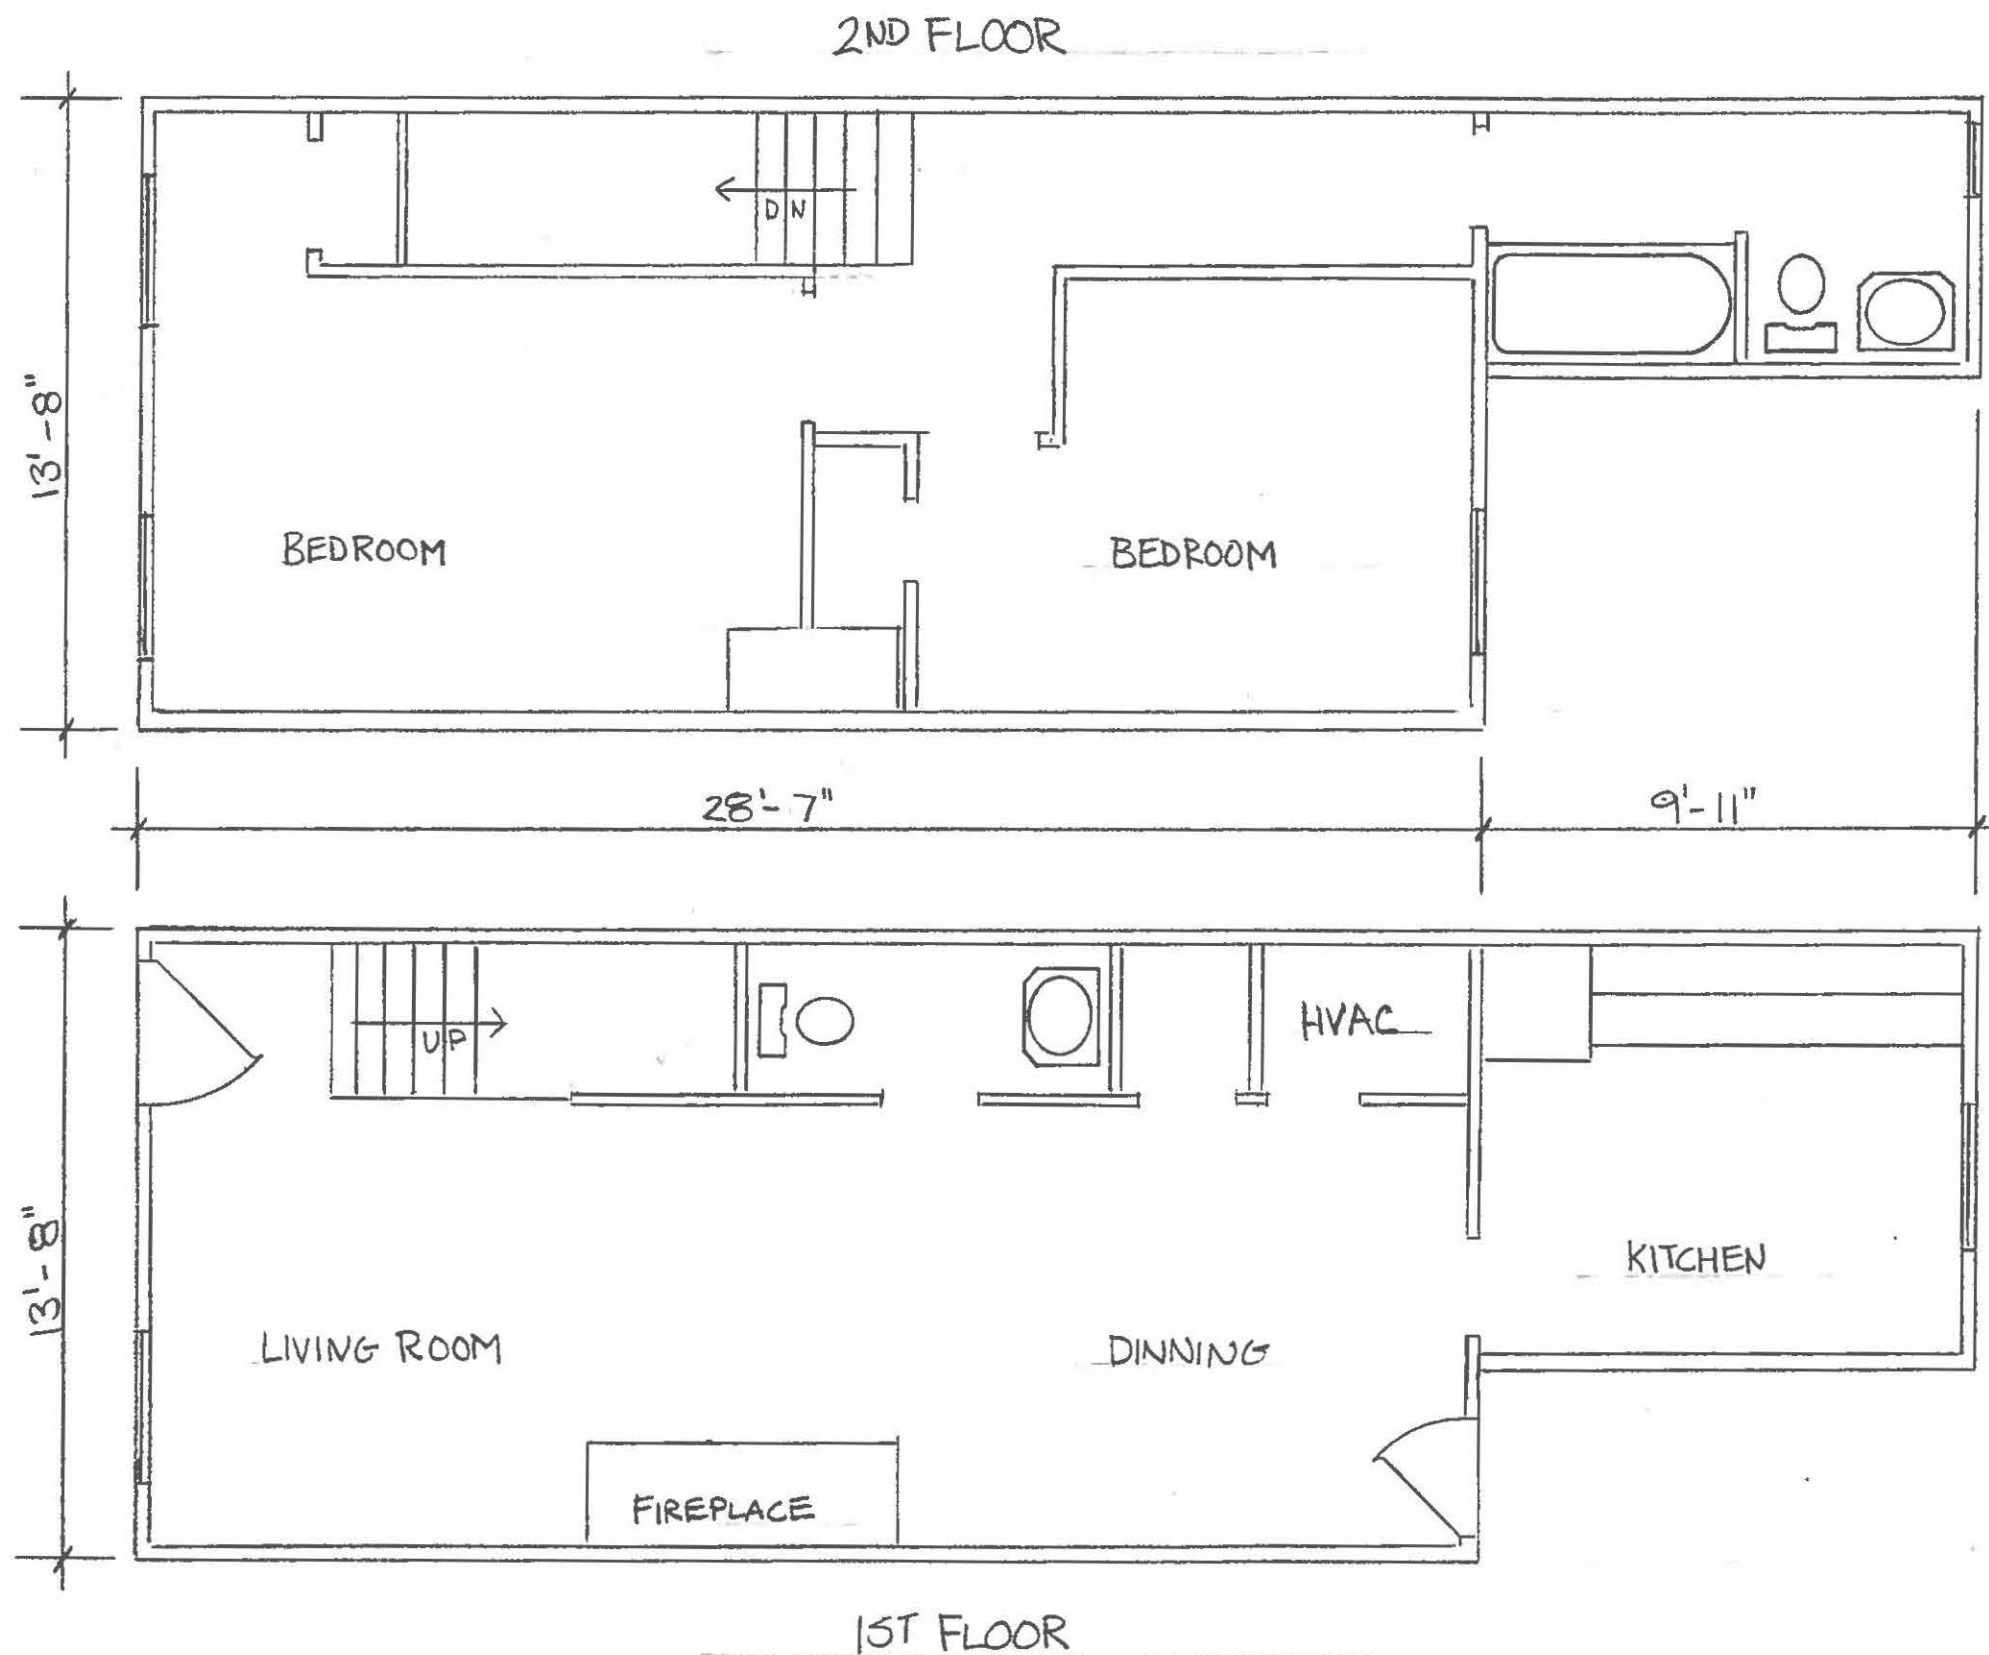 2ND FLOOR
DN
13'-8"
BEDROOM
BEDROOM
28'-7"
9'-11"
UP
HVAC
13'-8"
KITCHEN
LIVING ROOM
DINNING
FIREPLACE
1ST FLOOR